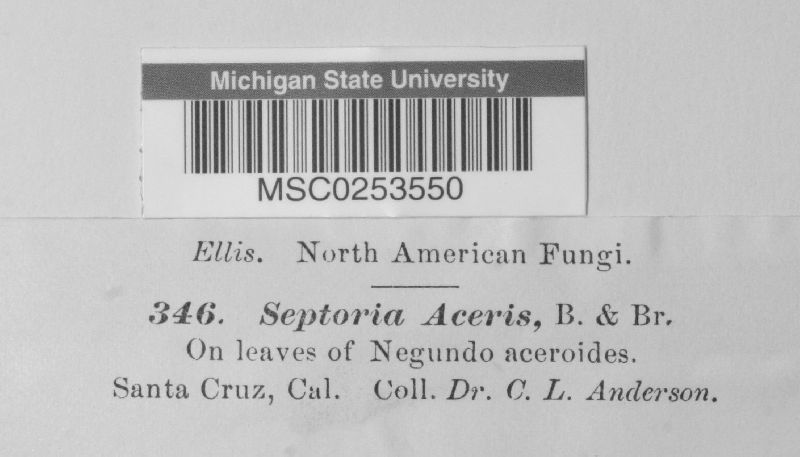 Michigan State University
MSC0253550
Ellis. North American Fungi.
346. Septoria Aceris, B. & Br.
On leaves of Negundo aceroides.
Santa Cruz, Cal. Coll. Dr. C. L. Anderson.